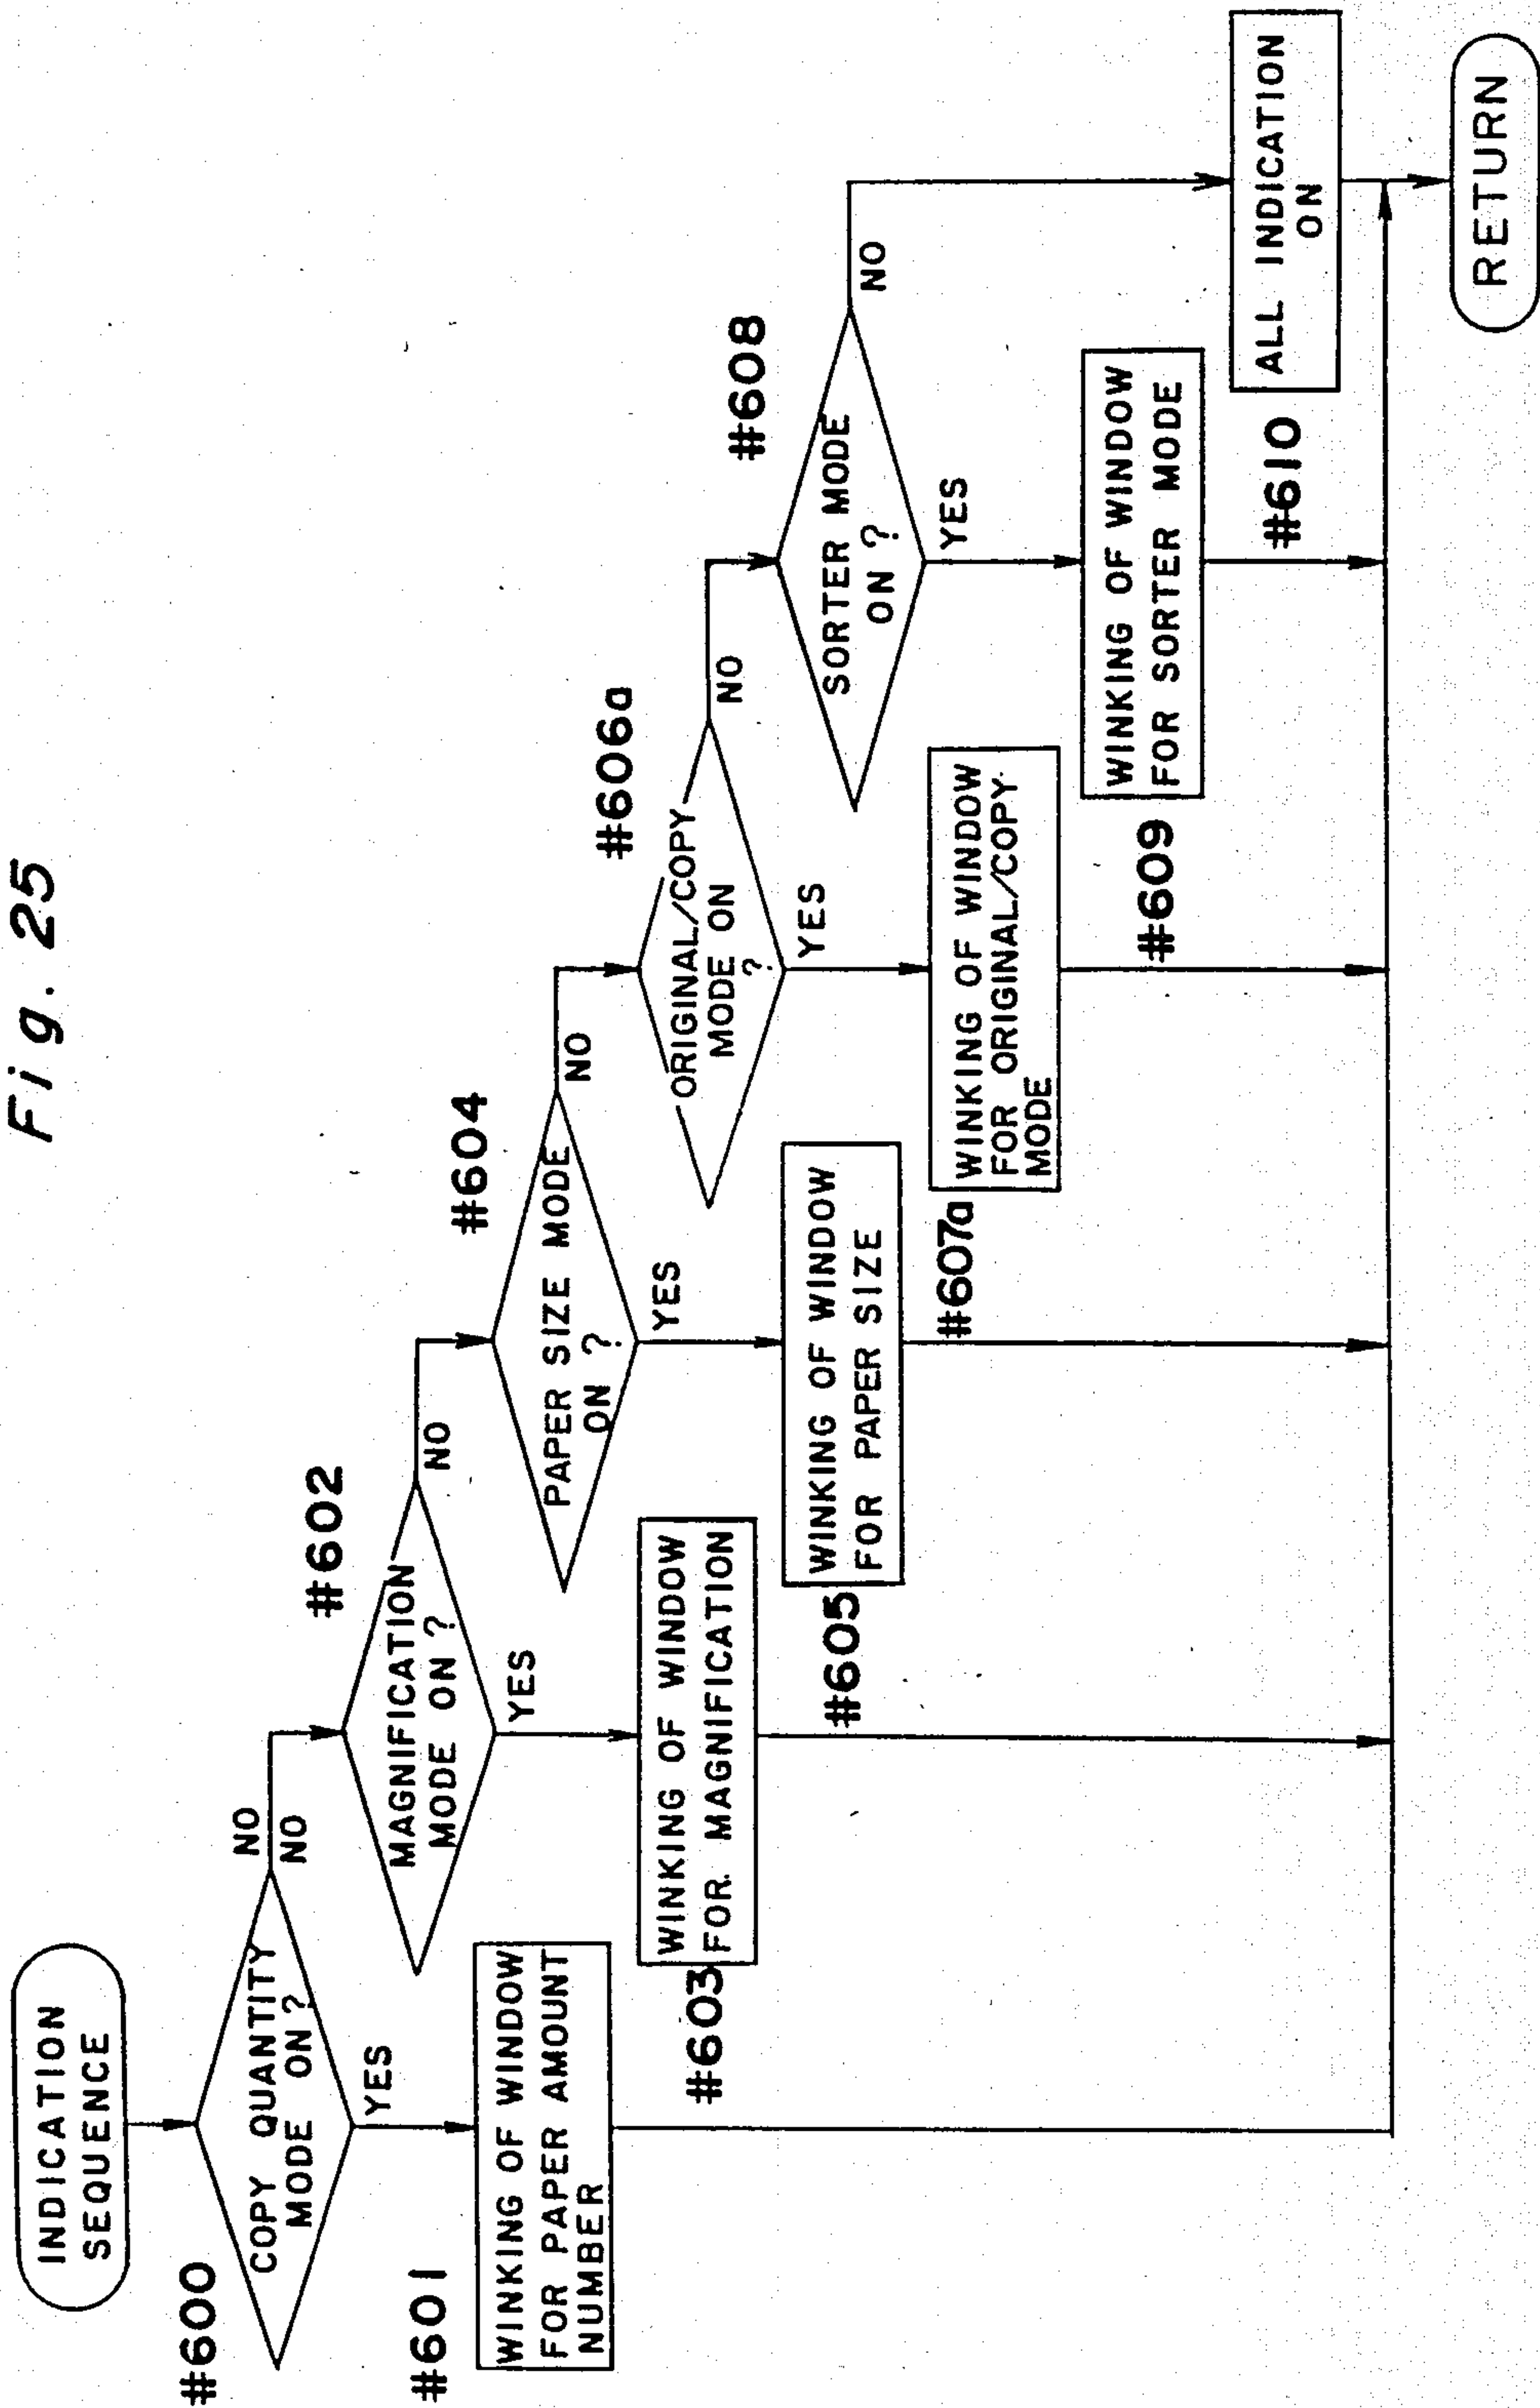 Fig. 25
INDICATION
SEQUENCE
#600
COPY QUANTITY
MODE ON ?
NO
NO
YES
#601
WINKING OF WINDOW
FOR PAPER AMOUNT
NUMBER
#602
MAGNIFICATION
MODE ON ?
NO
YES
#603
WINKING OF WINDOW
FOR. MAGNIFICATION
#604
PAPER SIZE MODE
ON ?
NO
YES
#605
WINKING OF WINDOW
FOR PAPER SIZE
#606a
ORIGINAL/COPY
MODE ON
?
NO
YES
#607a
WINKING OF WINDOW
FOR ORIGINAL/COPY
MODE
#608
SORTER MODE
ON ?
NO
YES
#609
WINKING OF WINDOW
FOR SORTER MODE
#610
ALL INDICATION
ON
RETURN